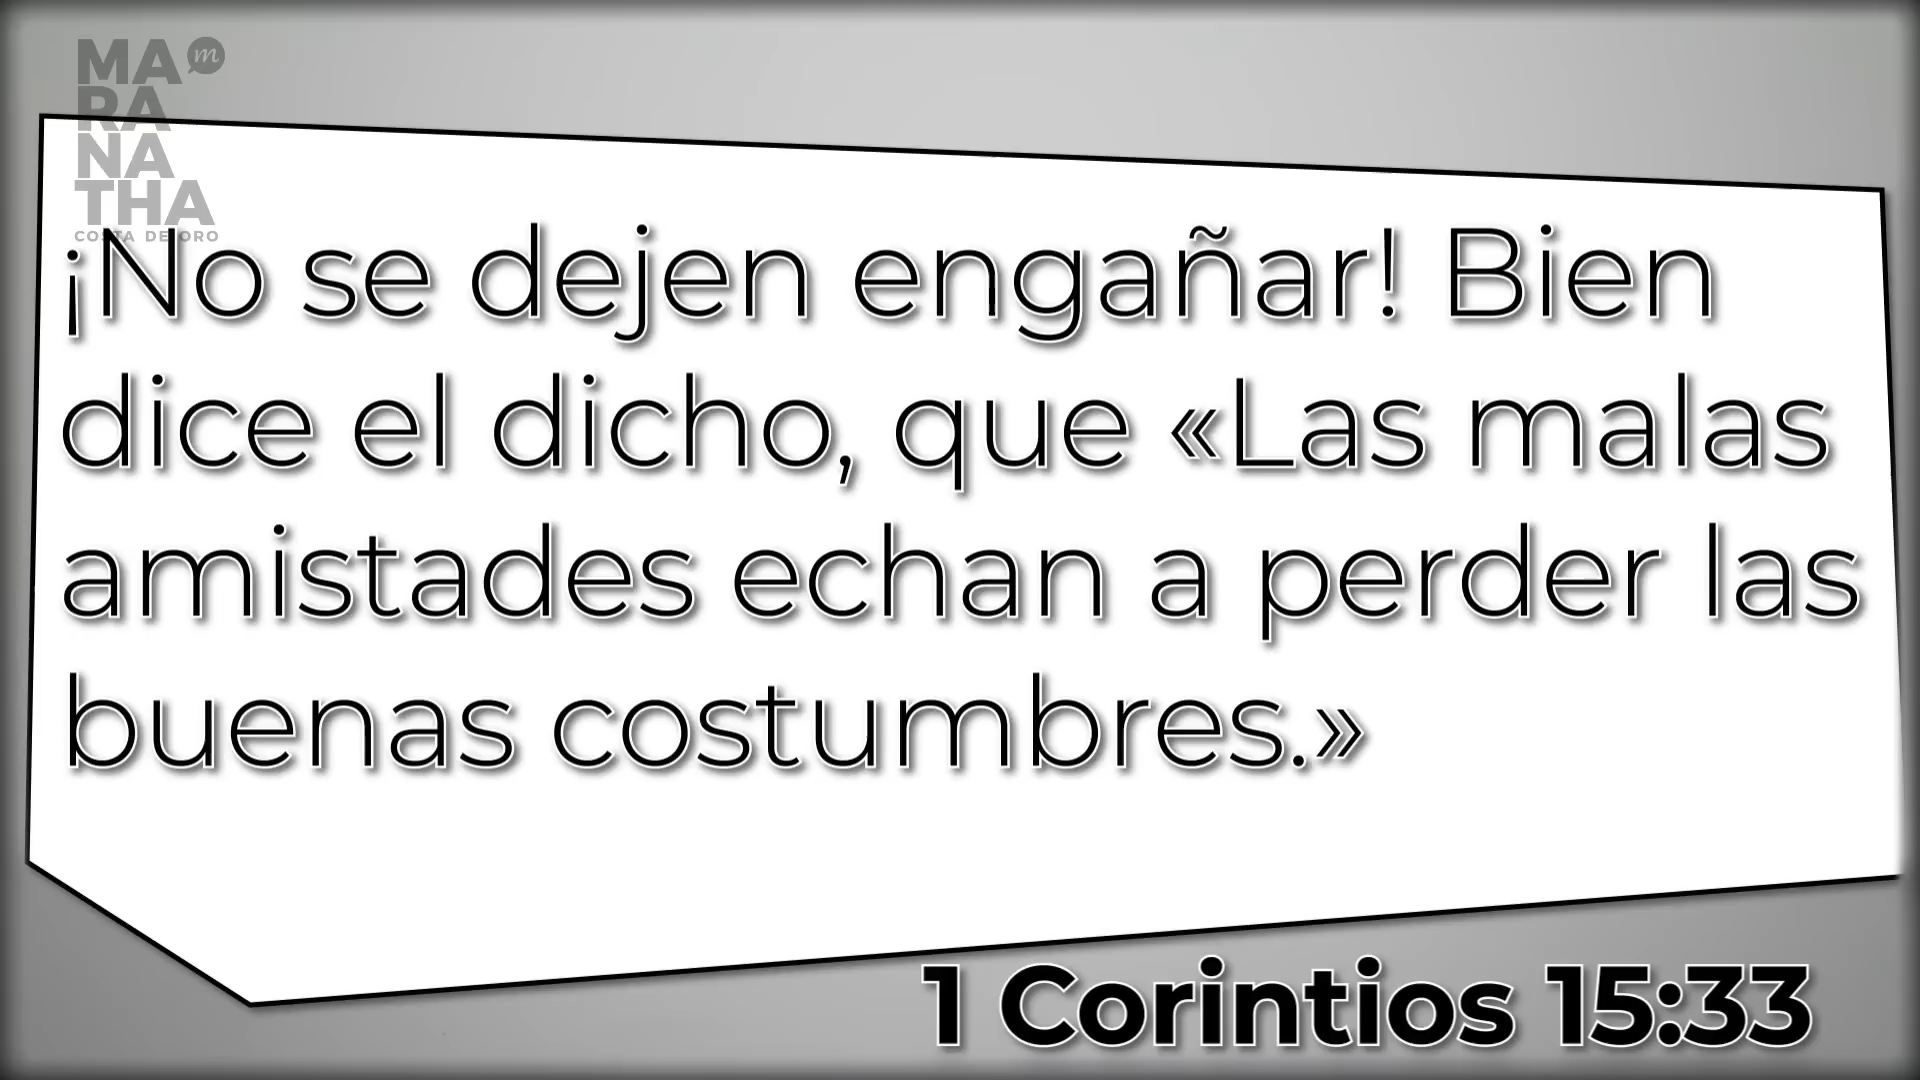 MA
RA
NA
THA
COSTA DE ORO
m
¡No se dejen engañar! Bien
dice el dicho, que «Las malas
amistades echan a perder las
buenas costumbres.»
1 Corintios 15:33